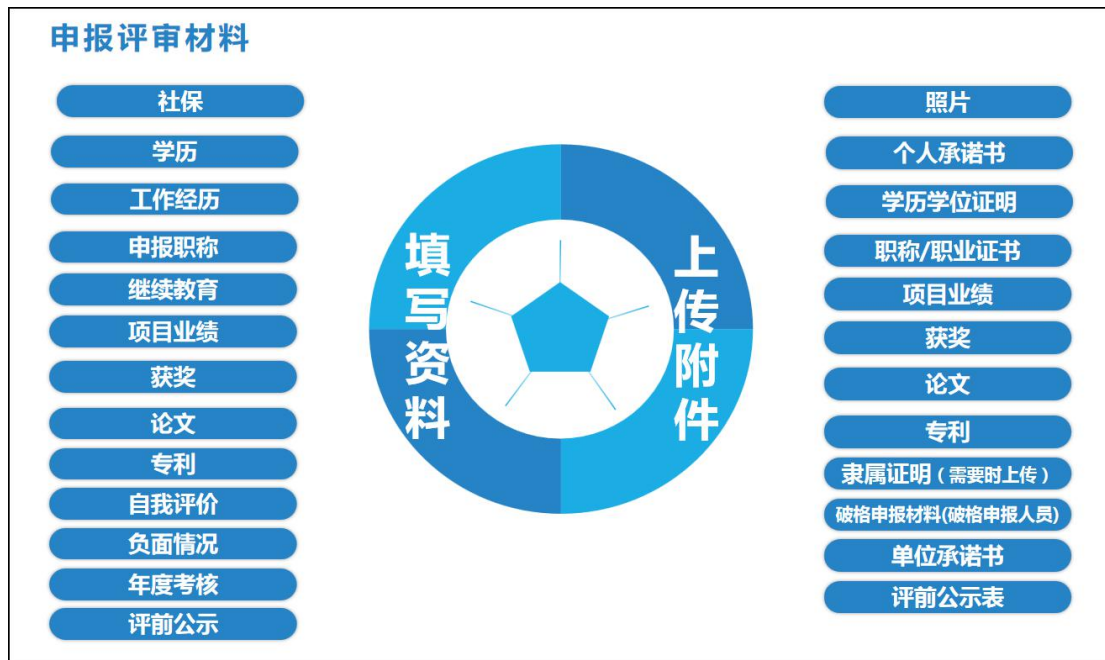 申报评审材料
社保
学历
工作经历
申报职称
继续教育
项目业绩
获奖
论文
专利
自我评价
负面情况
年度考核
评前公示
填写资料
上传附件
照片
个人承诺书
学历学位证明
职称/职业证书
项目业绩
获奖
论文
专利
隶属证明（需要时上传）
破格申报材料(破格申报人员)
单位承诺书
评前公示表